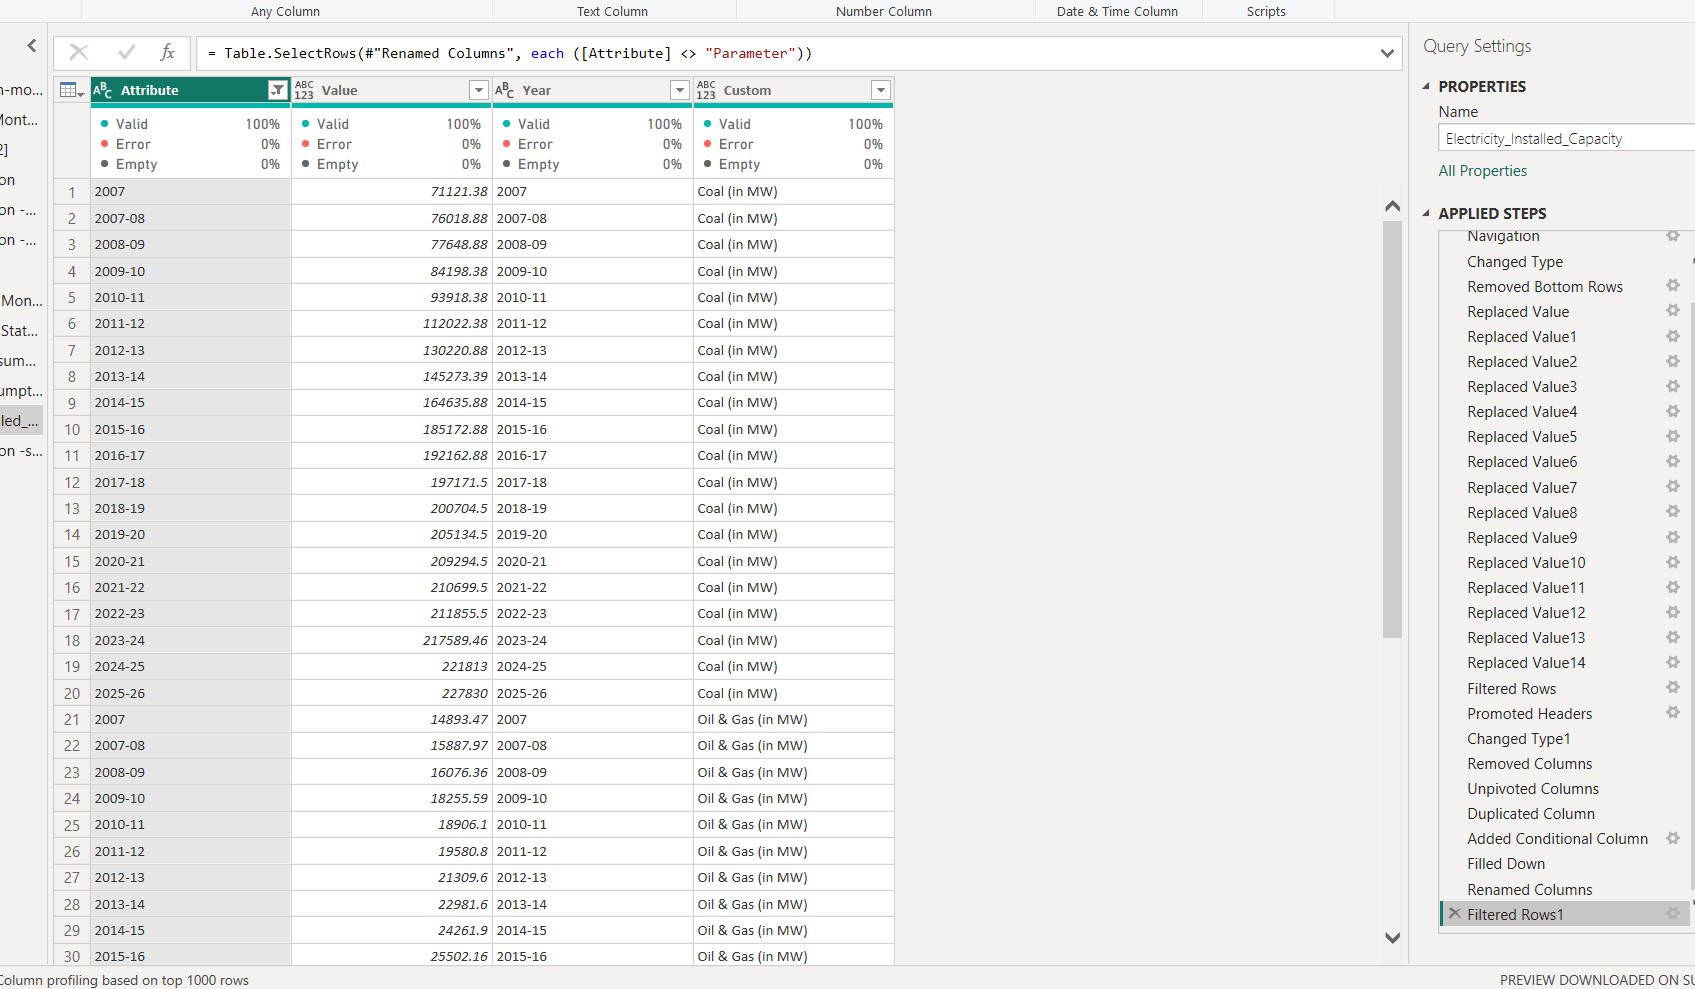 Any Column Text Column Number Column Date & Time Column Scripts
= Table.SelectRows(#"Renamed Columns", each ([Attribute] <> "Parameter"))
Attribute Value Year Custom
Valid 100% Valid 100% Valid 100% Valid 100%
Error 0% Error 0% Error 0% Error 0%
Empty 0% Empty 0% Empty 0% Empty 0%
1 2007 71121.38 2007 Coal (in MW)
2 2007-08 76018.88 2007-08 Coal (in MW)
3 2008-09 77648.88 2008-09 Coal (in MW)
4 2009-10 84198.38 2009-10 Coal (in MW)
5 2010-11 93918.38 2010-11 Coal (in MW)
6 2011-12 112022.38 2011-12 Coal (in MW)
7 2012-13 130220.88 2012-13 Coal (in MW)
8 2013-14 145273.39 2013-14 Coal (in MW)
9 2014-15 164635.88 2014-15 Coal (in MW)
10 2015-16 185172.88 2015-16 Coal (in MW)
11 2016-17 192162.88 2016-17 Coal (in MW)
12 2017-18 197171.5 2017-18 Coal (in MW)
13 2018-19 200704.5 2018-19 Coal (in MW)
14 2019-20 205134.5 2019-20 Coal (in MW)
15 2020-21 209294.5 2020-21 Coal (in MW)
16 2021-22 210699.5 2021-22 Coal (in MW)
17 2022-23 211855.5 2022-23 Coal (in MW)
18 2023-24 217589.46 2023-24 Coal (in MW)
19 2024-25 221813 2024-25 Coal (in MW)
20 2025-26 227830 2025-26 Coal (in MW)
21 2007 14893.47 2007 Oil & Gas (in MW)
22 2007-08 15887.97 2007-08 Oil & Gas (in MW)
23 2008-09 16076.36 2008-09 Oil & Gas (in MW)
24 2009-10 18255.59 2009-10 Oil & Gas (in MW)
25 2010-11 18906.1 2010-11 Oil & Gas (in MW)
26 2011-12 19580.8 2011-12 Oil & Gas (in MW)
27 2012-13 21309.6 2012-13 Oil & Gas (in MW)
28 2013-14 22981.6 2013-14 Oil & Gas (in MW)
29 2014-15 24261.9 2014-15 Oil & Gas (in MW)
30 2015-16 25502.16 2015-16 Oil & Gas (in MW)
Query Settings
PROPERTIES
Name
Electricity_Installed_Capacity
All Properties
APPLIED STEPS
Navigation
Changed Type
Removed Bottom Rows
Replaced Value
Replaced Value1
Replaced Value2
Replaced Value3
Replaced Value4
Replaced Value5
Replaced Value6
Replaced Value7
Replaced Value8
Replaced Value9
Replaced Value10
Replaced Value11
Replaced Value12
Replaced Value13
Replaced Value14
Filtered Rows
Promoted Headers
Changed Type1
Removed Columns
Unpivoted Columns
Duplicated Column
Added Conditional Column
Filled Down
Renamed Columns
Filtered Rows1
Column profiling based on top 1000 rows
PREVIEW DOWNLOADED ON